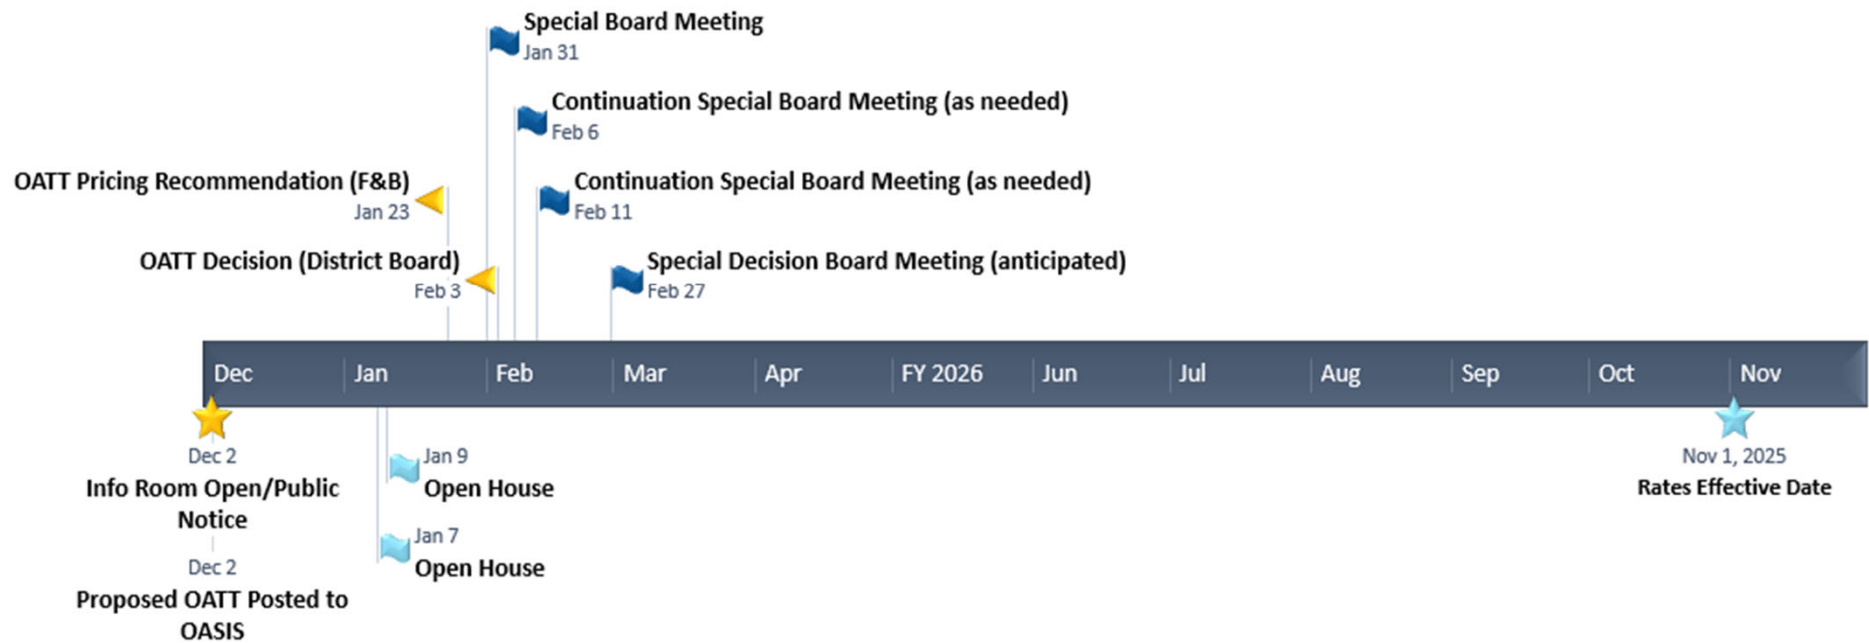 Special Board Meeting
Jan 31
Continuation Special Board Meeting (as needed)
Feb 6
OATT Pricing Recommendation (F&B)
Jan 23
Continuation Special Board Meeting (as needed)
Feb 11
OATT Decision (District Board)
Feb 3
Special Decision Board Meeting (anticipated)
Feb 27
Dec Jan Feb Mar Apr FY 2026 Jun Jul Aug Sep Oct Nov
Dec 2
Info Room Open/Public
Notice
Dec 2
Proposed OATT Posted to
OASIS
Jan 9
Open House
Jan 7
Open House
Nov 1, 2025
Rates Effective Date